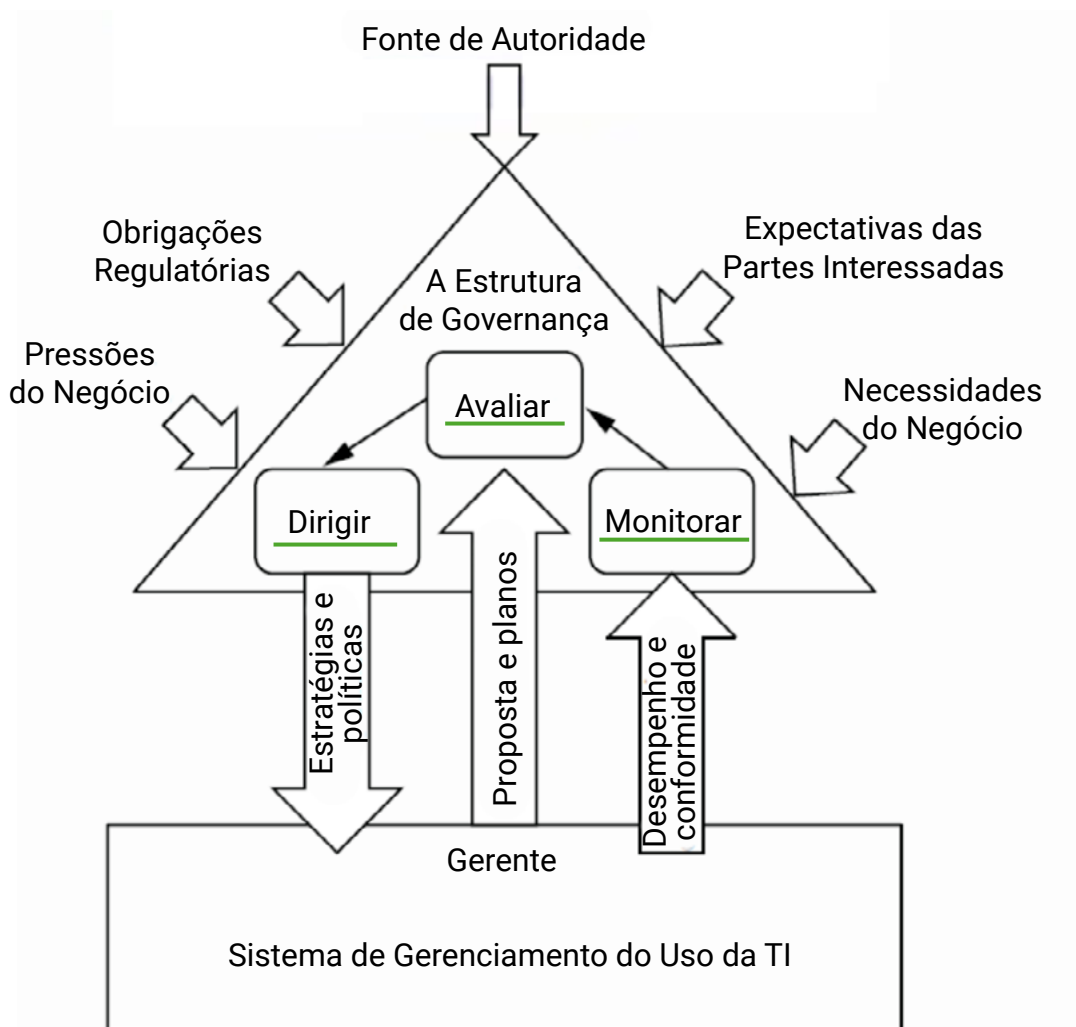 Fonte de Autoridade
Obrigações
Regulatórias
Expectativas das
Partes Interessadas
A Estrutura
de Governança
Pressões
do Negócio
Necessidades
do Negócio
Avaliar
Dirigir
Monitorar
Estratégias e
políticas
Proposta e planos
Desempenho e
conformidade
Gerente
Sistema de Gerenciamento do Uso da TI